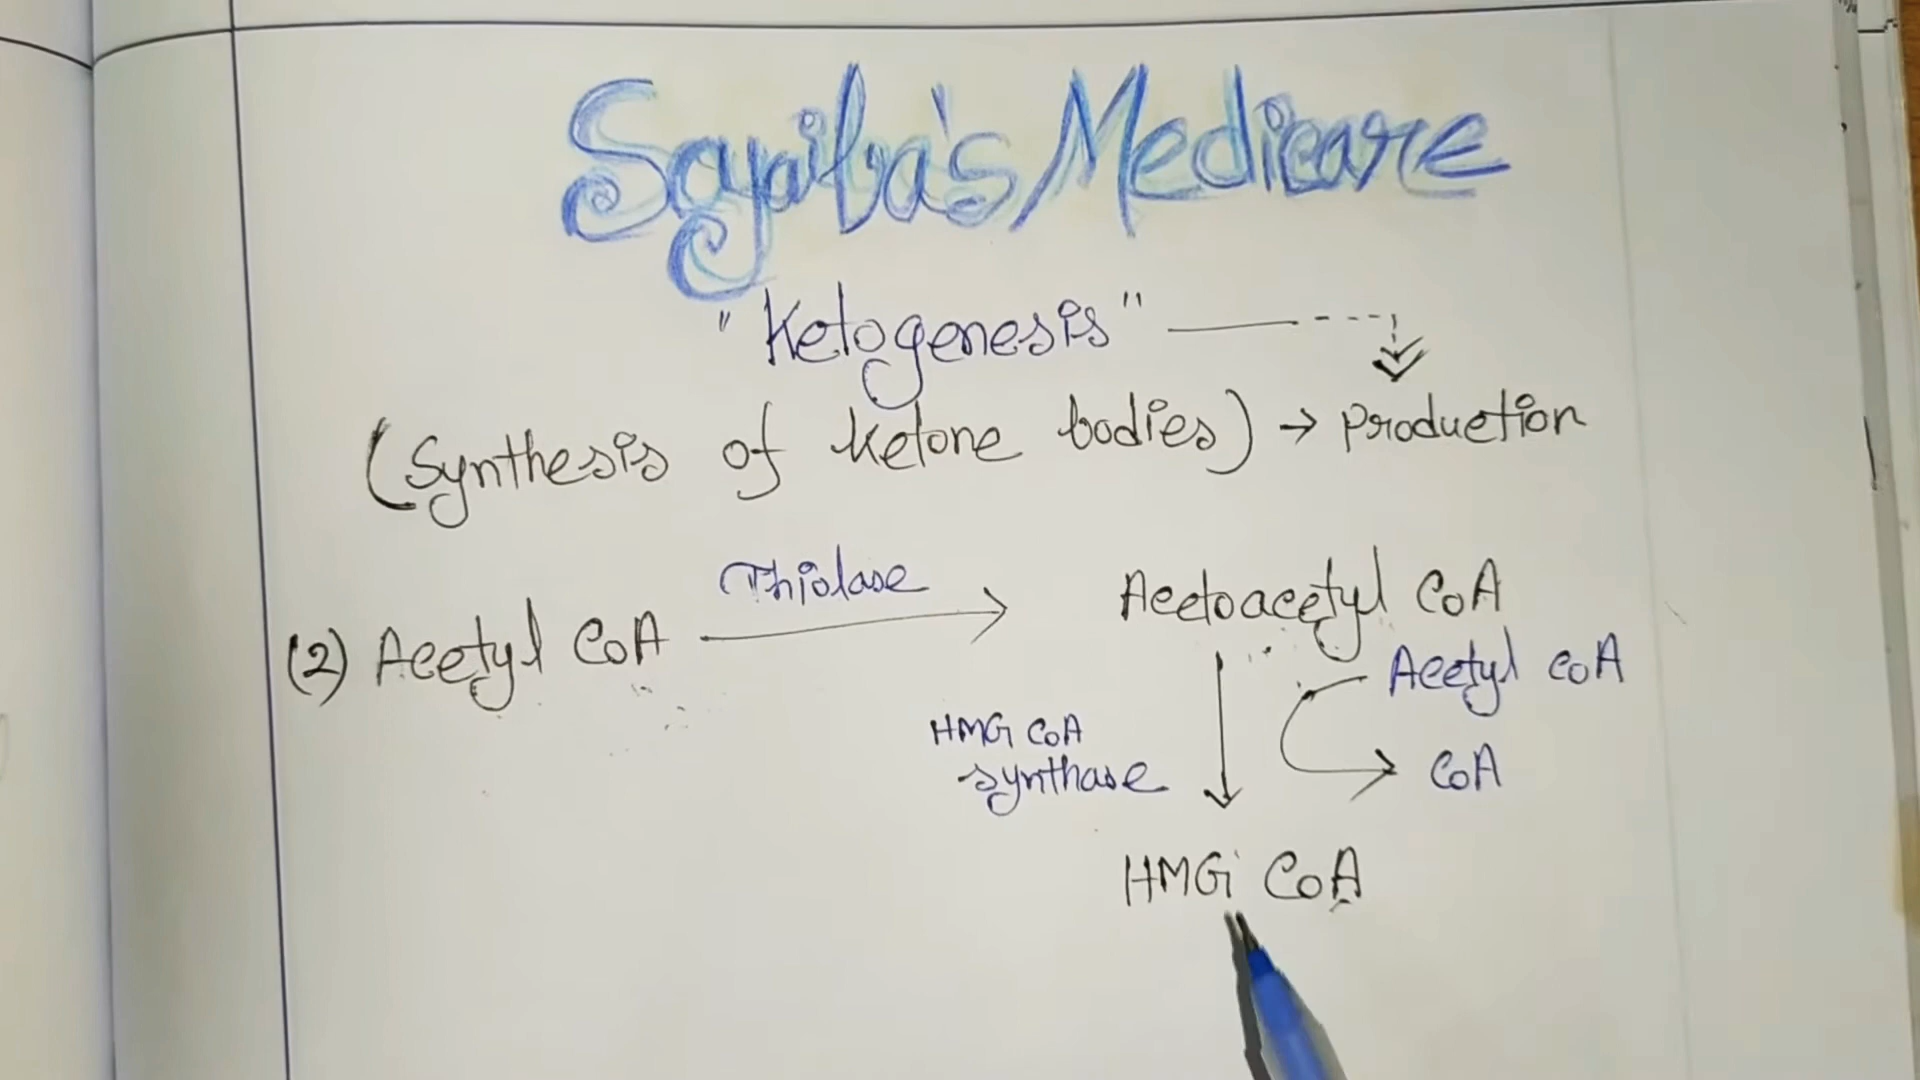 Sayaiba's Medicare
"Ketogenesis"
(Synthesis of ketone bodies) → Production
(2) Acetyl CoA
Thiolase
Acetoacetyl CoA
Acetyl CoA
HMG CoA
synthase
CoA
HMG CoA